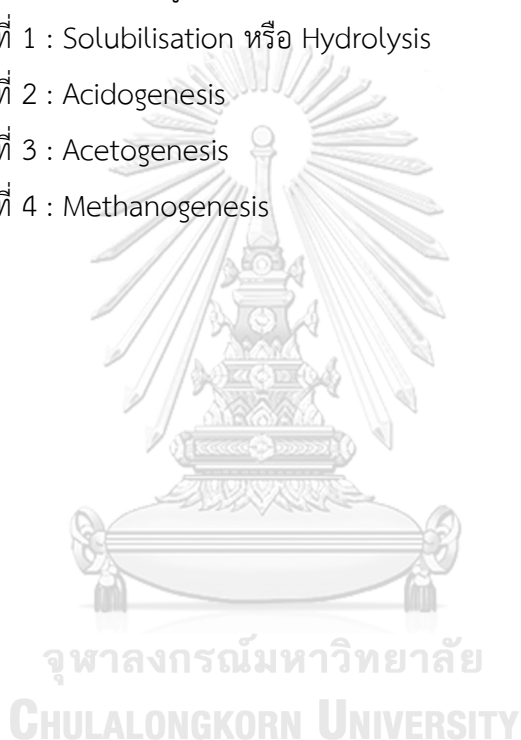 ที่ 1 : Solubilisation หรือ Hydrolysis
ที่ 2 : Acidogenesis
ที่ 3 : Acetogenesis
ที่ 4 : Methanogenesis
จุฬาลงกรณ์มหาวิทยาลัย
CHULALONGKORN UNIVERSITY